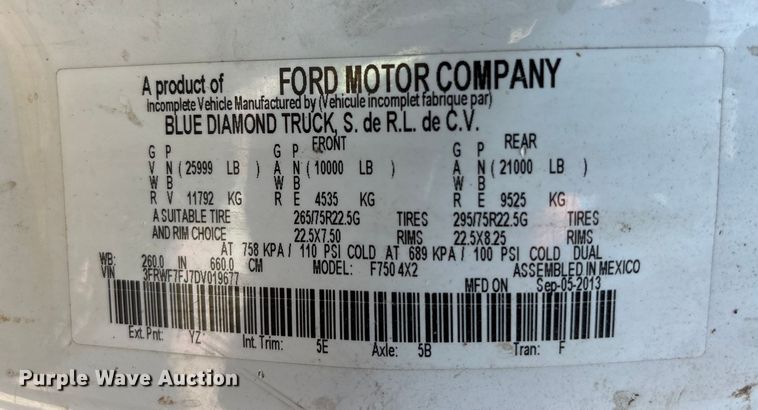 A product of FORD MOTOR COMPANY
Incomplete Vehicle Manufactured by (Vehicule incomplet fabrique par)
BLUE DIAMOND TRUCK, S. de R.L. de C.V.
FRONT REAR
G P G P G P
V N ( 25999 LB ) A N ( 10000 LB ) A N ( 21000 LB )
W B W B W B
R V 11792 KG R E 4535 KG R E 9525 KG
A SUITABLE TIRE 265/75R22.5G TIRES 295/75R22.5G TIRES
AND RIM CHOICE 22.5X7.50 RIMS 22.5X8.25 RIMS
AT 758 KPA / 110 PSI COLD AT 689 KPA / 100 PSI COLD DUAL
WB: 260.0 IN 660.0 CM MODEL: F750 4X2 ASSEMBLED IN MEXICO
VIN 3FRWF7FJ7DV019677 MFD ON Sep-05-2013
Ext. Pnt: YZ Int. Trim: 5E Axle: 5B Tran: F
Purple Wave Auction